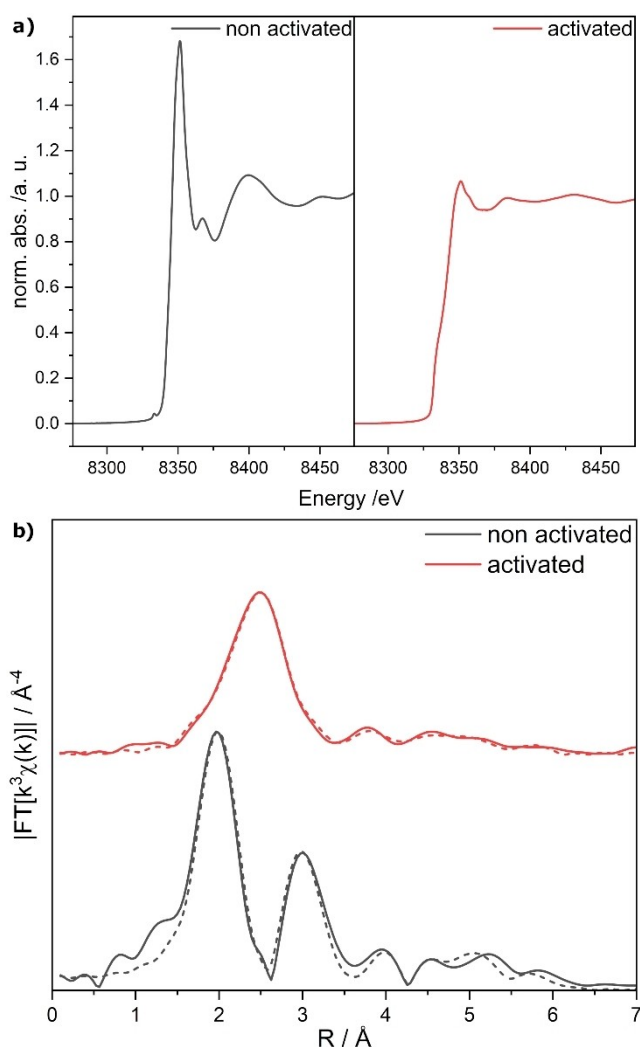 a)
non activated
activated
norm. abs. /a. u.
1.6
1.4
1.2
1.0
0.8
0.6
0.4
0.2
0.0
8300 8350 8400 8450 8300 8350 8400 8450
Energy /eV
b)
non activated
activated
|FT[k³χ(k)]| / Å⁻⁴
0 1 2 3 4 5 6 7
R / Å